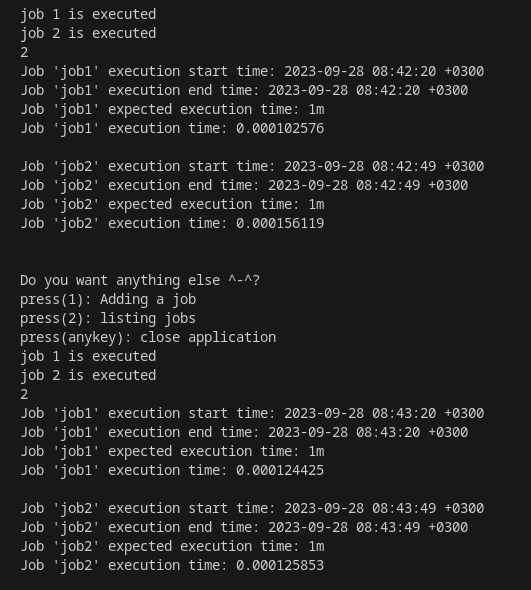 job 1 is executed
job 2 is executed
2
Job 'job1' execution start time: 2023-09-28 08:42:20 +0300
Job 'job1' execution end time: 2023-09-28 08:42:20 +0300
Job 'job1' expected execution time: 1m
Job 'job1' execution time: 0.000102576
Job 'job2' execution start time: 2023-09-28 08:42:49 +0300
Job 'job2' execution end time: 2023-09-28 08:42:49 +0300
Job 'job2' expected execution time: 1m
Job 'job2' execution time: 0.000156119
Do you want anything else ^-^?
press(1): Adding a job
press(2): listing jobs
press(anykey): close application
job 1 is executed
job 2 is executed
2
Job 'job1' execution start time: 2023-09-28 08:43:20 +0300
Job 'job1' execution end time: 2023-09-28 08:43:20 +0300
Job 'job1' expected execution time: 1m
Job 'job1' execution time: 0.000124425
Job 'job2' execution start time: 2023-09-28 08:43:49 +0300
Job 'job2' execution end time: 2023-09-28 08:43:49 +0300
Job 'job2' expected execution time: 1m
Job 'job2' execution time: 0.000125853